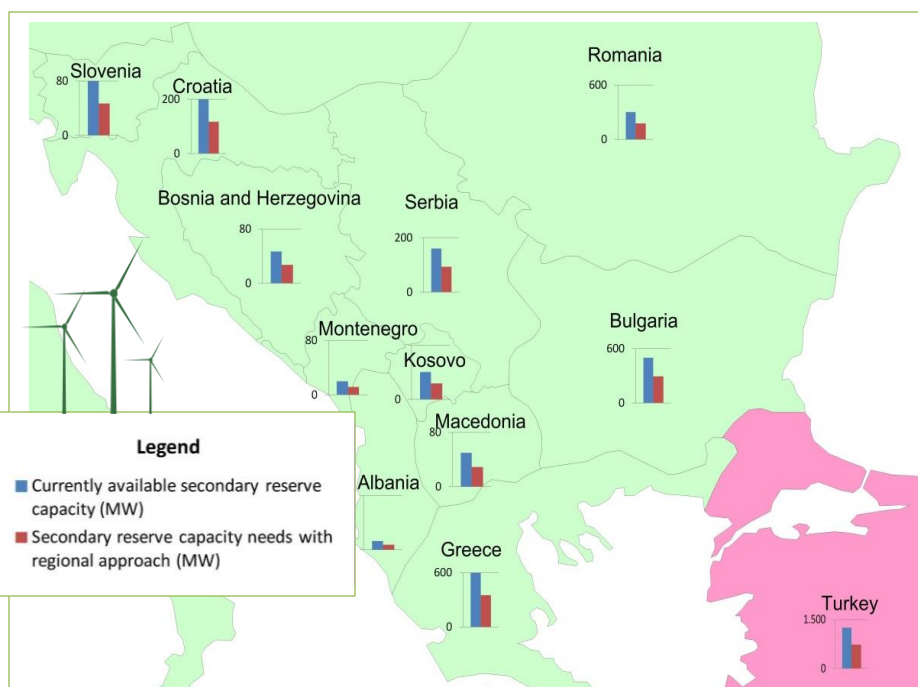 Slovenia
80
0
Croatia
200
0
Romania
600
0
Bosnia and Herzegovina
80
0
Serbia
200
0
Montenegro
80
0
Kosovo
0
Bulgaria
600
0
Macedonia
80
0
Albania
Greece
600
0
Turkey
1.500
0
Legend
Currently available secondary reserve
capacity (MW)
Secondary reserve capacity needs with
regional approach (MW)